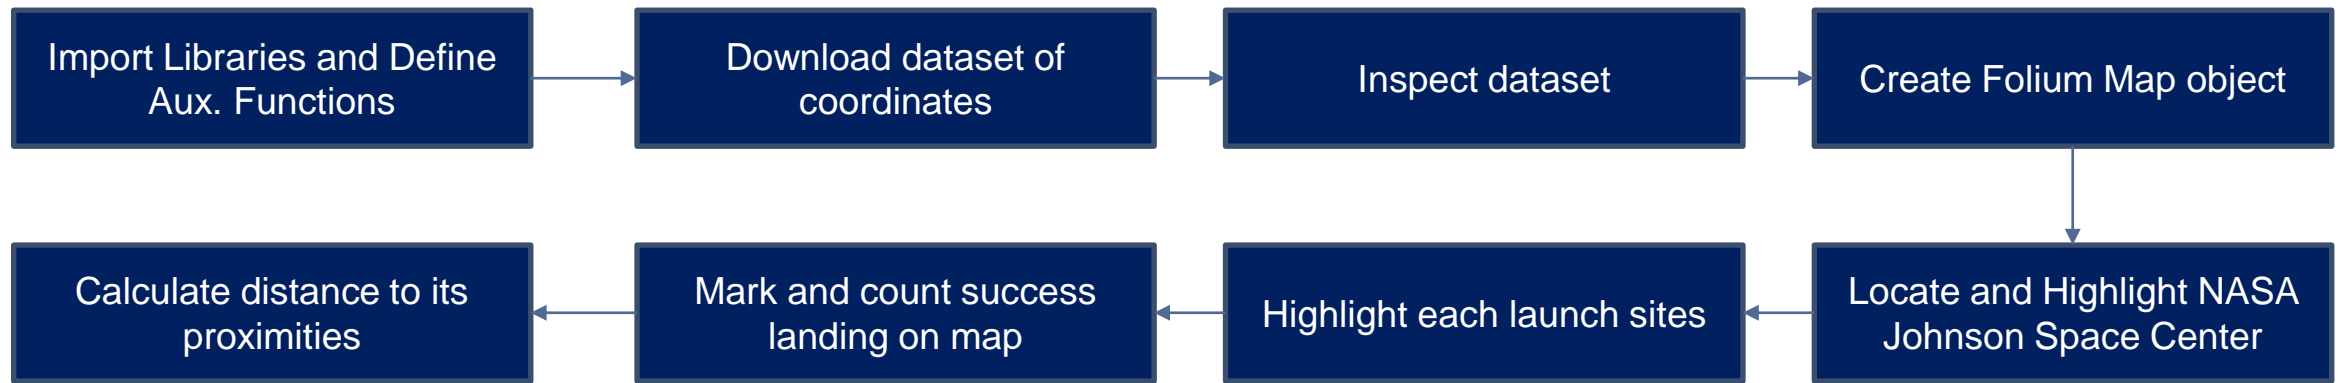 Import Libraries and Define
Aux. Functions
Download dataset of
coordinates
Inspect dataset
Create Folium Map object
Locate and Highlight NASA
Johnson Space Center
Highlight each launch sites
Mark and count success
landing on map
Calculate distance to its
proximities